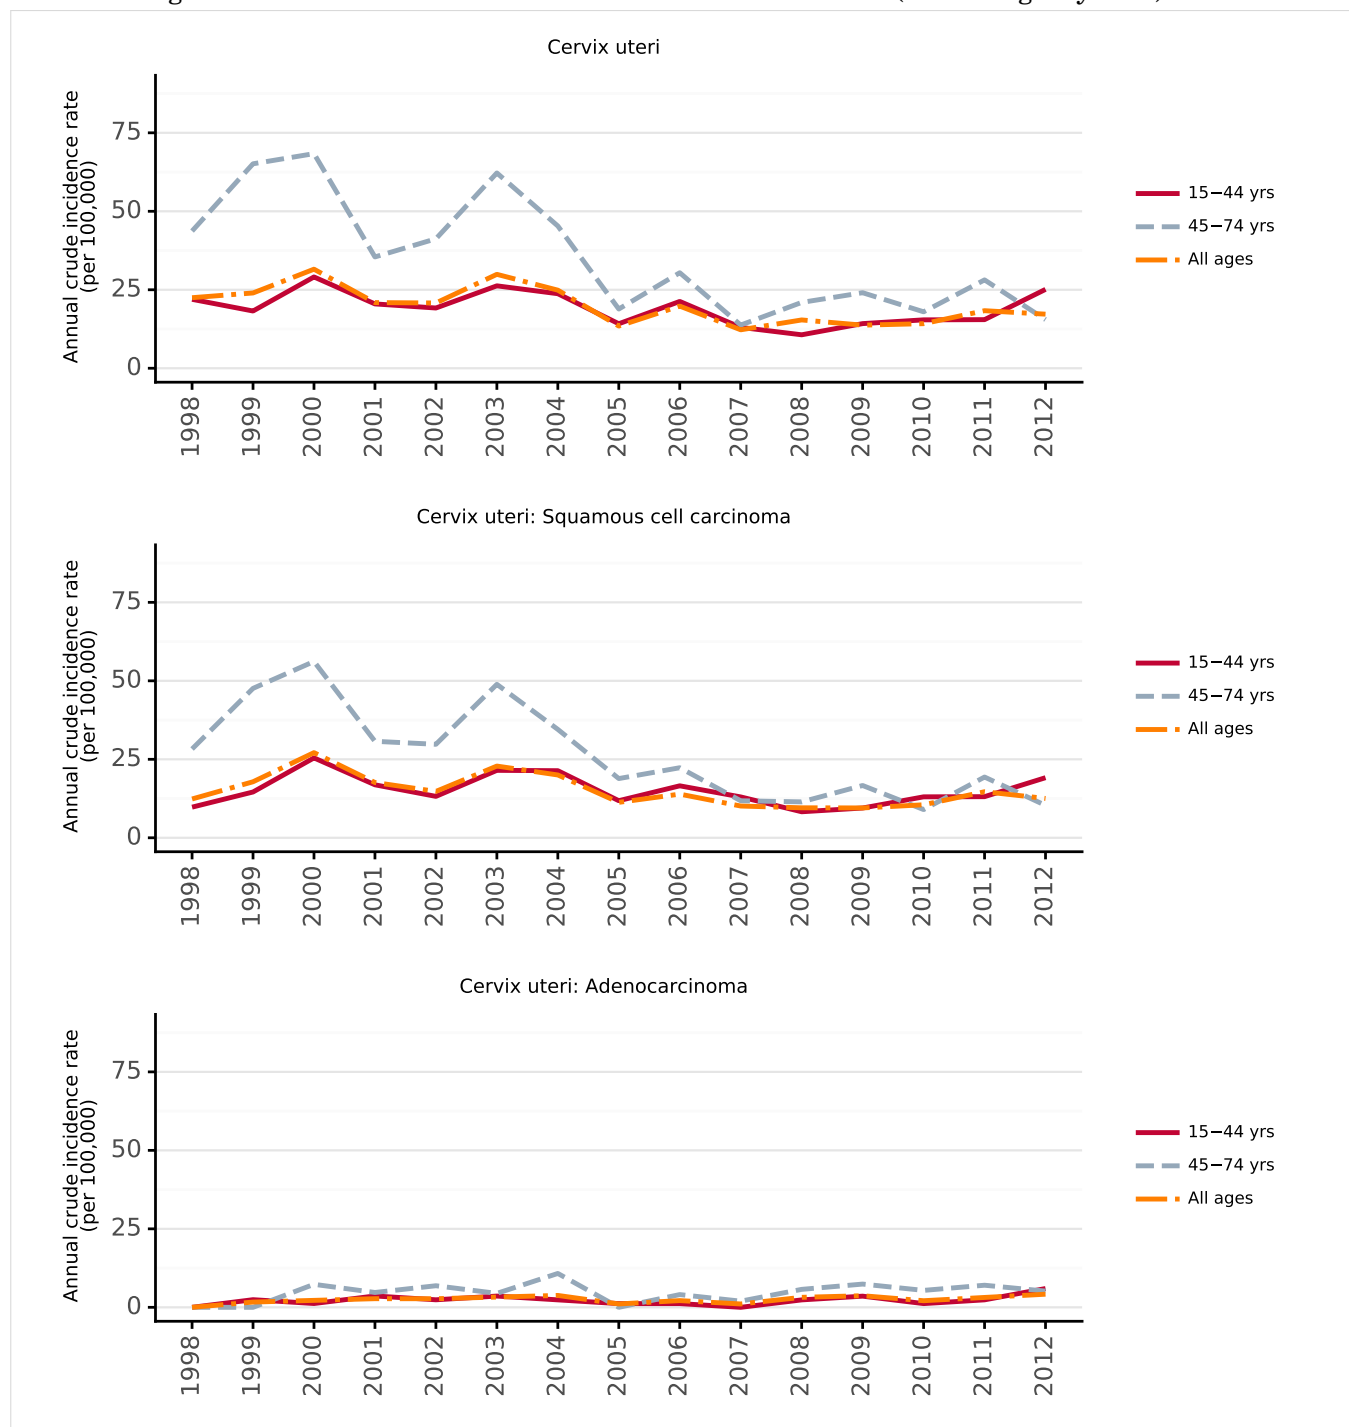 Cervix uteri
Annual crude incidence rate
(per 100,000)
75
50
25
0
1998 1999 2000 2001 2002 2003 2004 2005 2006 2007 2008 2009 2010 2011 2012
15−44 yrs
45−74 yrs
All ages
Cervix uteri: Squamous cell carcinoma
Annual crude incidence rate
(per 100,000)
75
50
25
0
1998 1999 2000 2001 2002 2003 2004 2005 2006 2007 2008 2009 2010 2011 2012
15−44 yrs
45−74 yrs
All ages
Cervix uteri: Adenocarcinoma
Annual crude incidence rate
(per 100,000)
75
50
25
0
1998 1999 2000 2001 2002 2003 2004 2005 2006 2007 2008 2009 2010 2011 2012
15−44 yrs
45−74 yrs
All ages